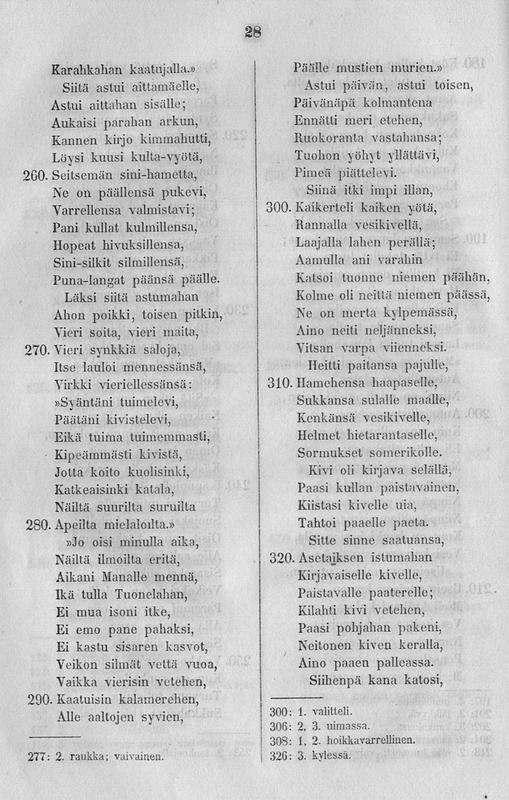 28
Karahkahan kaatujalla.»
Siitä astui aittamäelle,
Astui aittahan sisälle;
Aukaisi parahan arkun,
Kannen kirjo kimmahutti,
Löysi kuusi kulta-vyötä,
260. Seitsemän sini-hametta,
Ne on päällensä pukevi,
Varrellensa valmistavi;
Pani kullat kulmillensa,
Hopeat hivuksillensa,
Sini-silkit silmillensä,
Puna-langat päänsä päälle.
Läksi siitä astumahan
Ahon poikki, toisen pitkin,
Vieri soita, vieri maita,
270. Vieri synkkiä saloja,
Itse lauloi mennessänsä,
Virkki vieriellessänsä:
»Syäntäni tuimelevi,
Päätäni kivistelevi,
Eikä tuima tuimemmasti,
Kipeämmästi kivistä,
Jotta koito kuolisinki,
Katkeaisinki katala,
Näiltä suurilta suruilta
280. Apeilta mielaloilta.»
»Jo oisi minulla aika,
Näiltä ilmoilta eritä,
Aikani Manalle mennä,
Ikä tulla Tuonelahan,
Ei mua isoni itke,
Ei emo pane pahaksi,
Ei kastu sisaren kasvot,
Veikon silmät vettä vuoa,
Vaikka vierisin vetehen,
290. Kaatuisin kalamerehen,
Alle aaltojen syvien,
277: 2. raukka; vaivainen.
Päälle mustien murien.»
Astui päivän, astui toisen,
Päivänäpä kolmantena
Ennätti meri etehen,
Ruokoranta vastahansa;
Tuohon yöhyt yllättävi,
Pimeä piättelevi.
Siinä itki impi illan,
300. Kaikerteli kaiken yötä,
Rannalla vesikivellä,
Laajalla lahen perällä;
Aamulla ani varahin
Katsoi tuonne niemen päähän,
Kolme oli neittä niemen päässä,
Ne on merta kylpemässä,
Aino neiti neljänneksi,
Vitsan varpa viienneksi.
Heitti paitansa pajulle,
310. Hamehensa haapaselle,
Sukkansa sulalle maalle,
Kenkänsä vesikivelle,
Helmet hietarantaselle,
Sormukset somerikolle.
Kivi oli kirjava selällä,
Paasi kullan paistavainen,
Kiistasi kivelle uia,
Tahtoi paaelle paeta.
Sitte sinne saatuansa,
320. Asetaiksen istumahan
Kirjavaiselle kivelle,
Paistavalle paaterelle;
Kilahti kivi vetehen,
Paasi pohjahan pakeni,
Neitonen kiven keralla,
Aino paaen palleassa.
Siihenpä kana katosi,
300: 1. valitteli.
306: 2, 3. uimassa.
308: 1, 2. hoikkavarrellinen.
326: 3. kylessä.